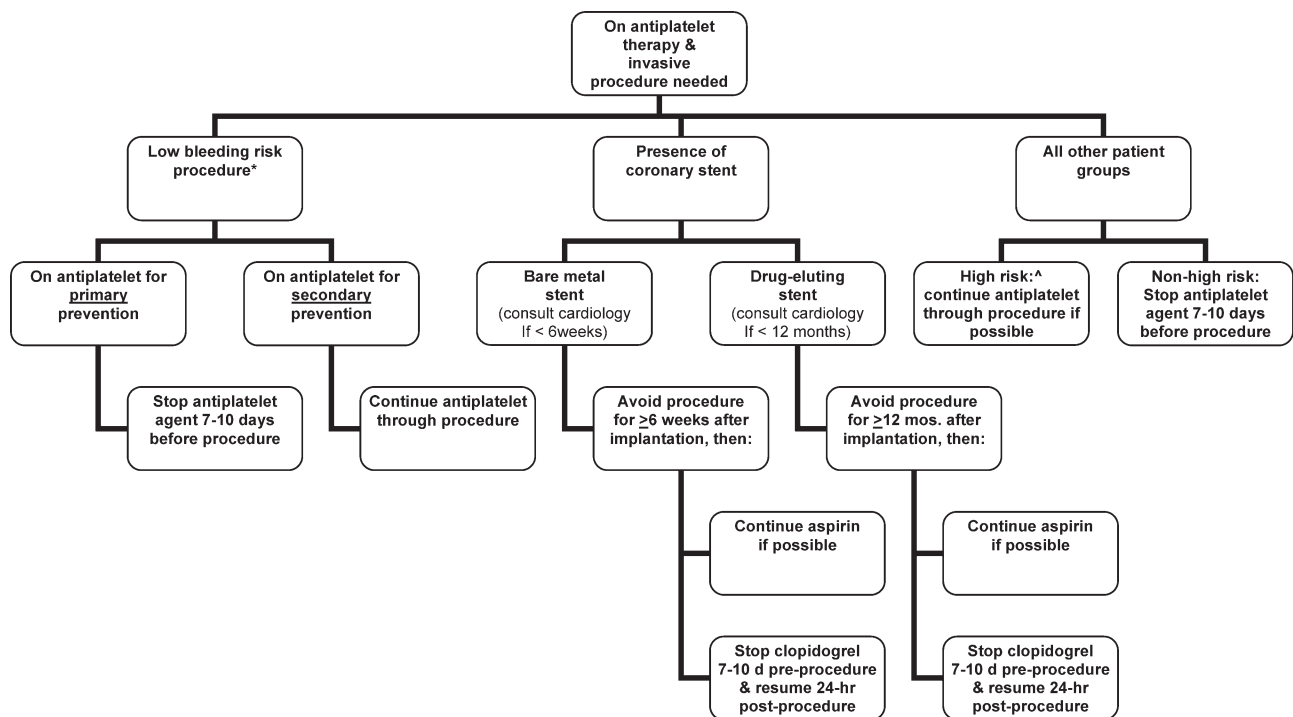 On antiplatelet
therapy &
invasive
procedure needed
Low bleeding risk
procedure*
Presence of
coronary stent
All other patient
groups
On antiplatelet for
primary
prevention
On antiplatelet for
secondary
prevention
Bare metal
stent
(consult cardiology
If < 6weeks)
Drug-eluting
stent
(consult cardiology
If < 12 months)
High risk:^
continue antiplatelet
through procedure if
possible
Non-high risk:
Stop antiplatelet
agent 7-10 days
before procedure
Stop antiplatelet
agent 7-10 days
before procedure
Continue antiplatelet
through procedure
Avoid procedure
for ≥6 weeks after
implantation, then:
Avoid procedure
for ≥12 mos. after
implantation, then:
Continue aspirin
if possible
Continue aspirin
if possible
Stop clopidogrel
7-10 d pre-procedure
& resume 24-hr
post-procedure
Stop clopidogrel
7-10 d pre-procedure
& resume 24-hr
post-procedure